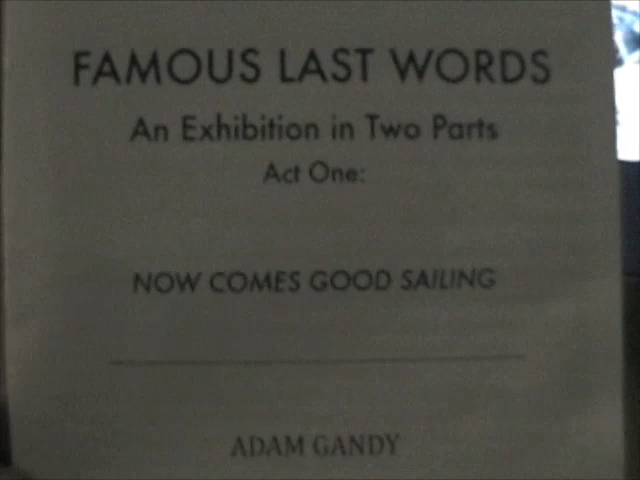 FAMOUS LAST WORDS
An Exhibition in Two Parts
Act One:
NOW COMES GOOD SAILING
ADAM GANDY